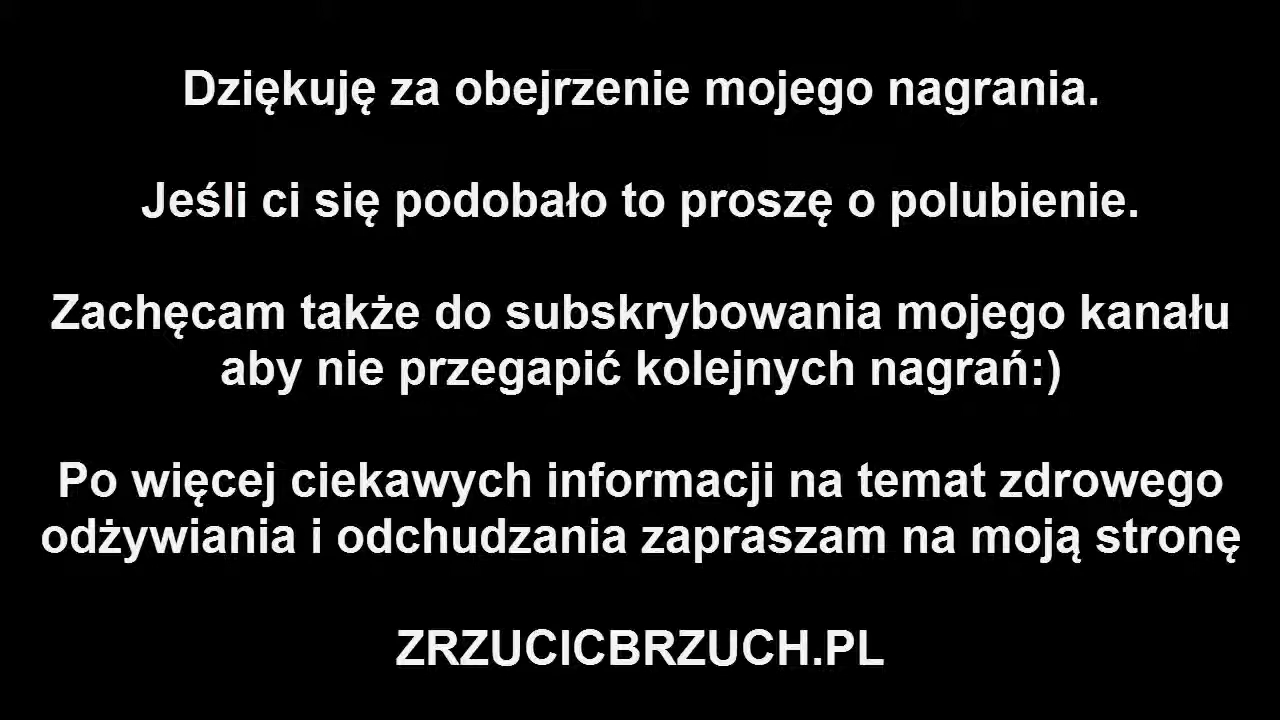 Dziękuję za obejrzenie mojego nagrania.
Jeśli ci się podobało to proszę o polubienie.
Zachęcam także do subskrybowania mojego kanału
aby nie przegapić kolejnych nagrań:)
Po więcej ciekawych informacji na temat zdrowego
odżywiania i odchudzania zapraszam na moją stronę
ZRZUCICBRZUCH.PL